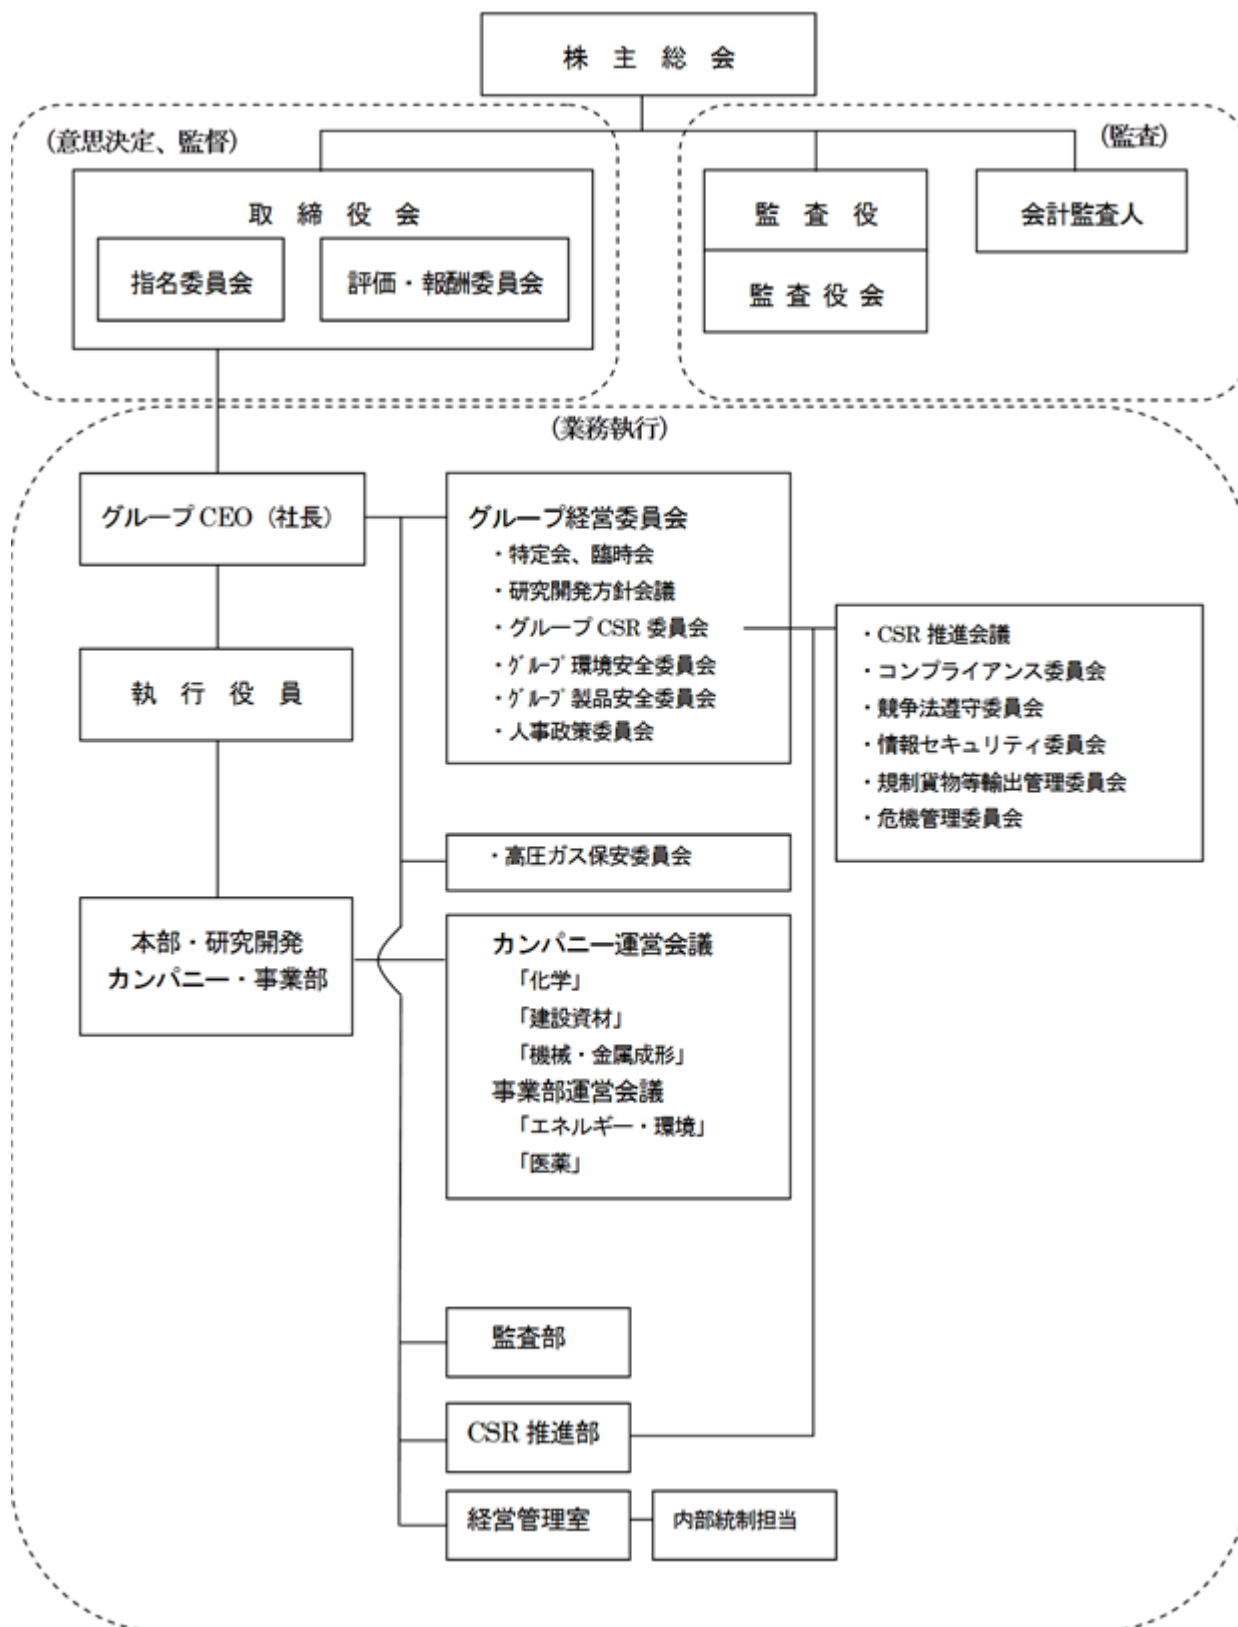 株主総会
(意思決定、監督)
(監査)
取締役会
指名委員会
評価・報酬委員会
監査役
監査役会
会計監査人
(業務執行)
グループ CEO(社長)
執行役員
本部・研究開発
カンパニー・事業部
グループ経営委員会
・特定会、臨時会
・研究開発方針会議
・グループ CSR 委員会
・グループ環境安全委員会
・グループ製品安全委員会
・人事政策委員会
・CSR 推進会議
・コンプライアンス委員会
・競争法遵守委員会
・情報セキュリティ委員会
・規制貨物等輸出管理委員会
・危機管理委員会
・高圧ガス保安委員会
カンパニー運営会議
「化学」
「建設資材」
「機械・金属成形」
事業部運営会議
「エネルギー・環境」
「医薬」
監査部
CSR 推進部
経営管理室
内部統制担当